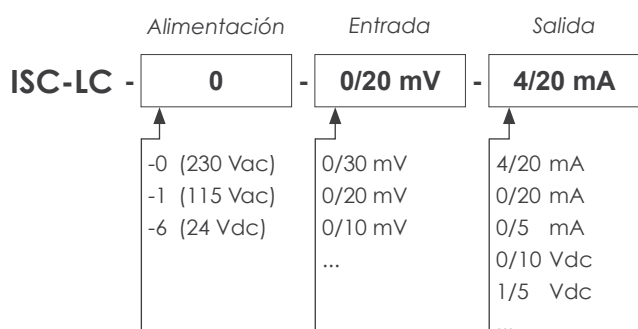 Alimentación Entrada Salida
ISC-LC - 0 - 0/20 mV - 4/20 mA
-0 (230 Vac) 0/30 mV 4/20 mA
-1 (115 Vac) 0/20 mV 0/20 mA
-6 (24 Vdc) 0/10 mV 0/5 mA
... 0/10 Vdc
1/5 Vdc
...